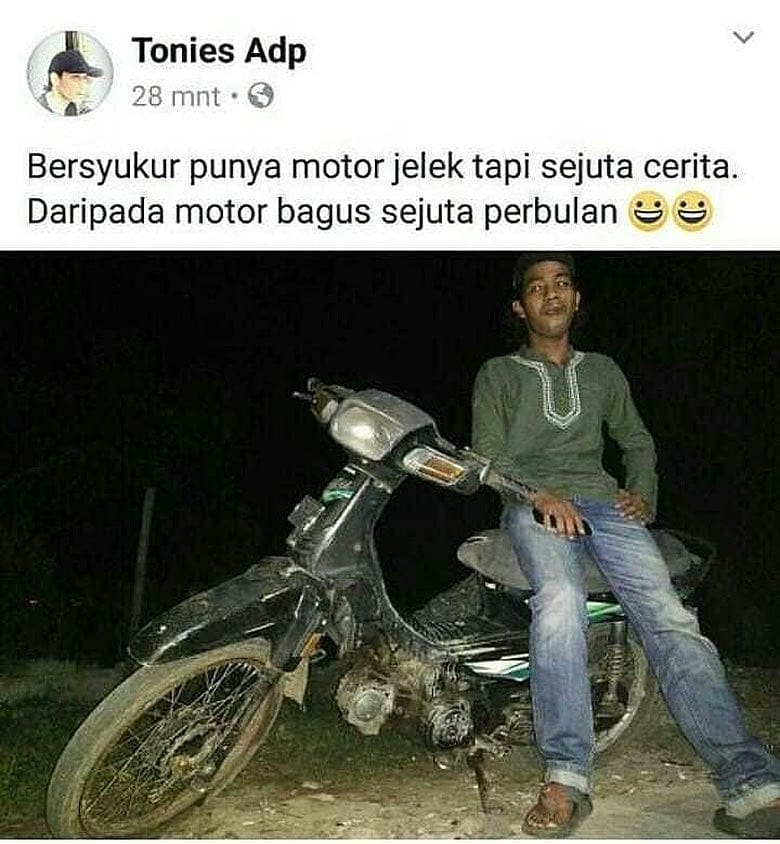 Tonies Adp
28 mnt •
Bersyukur punya motor jelek tapi sejuta cerita.
Daripada motor bagus sejuta perbulan 😀😀